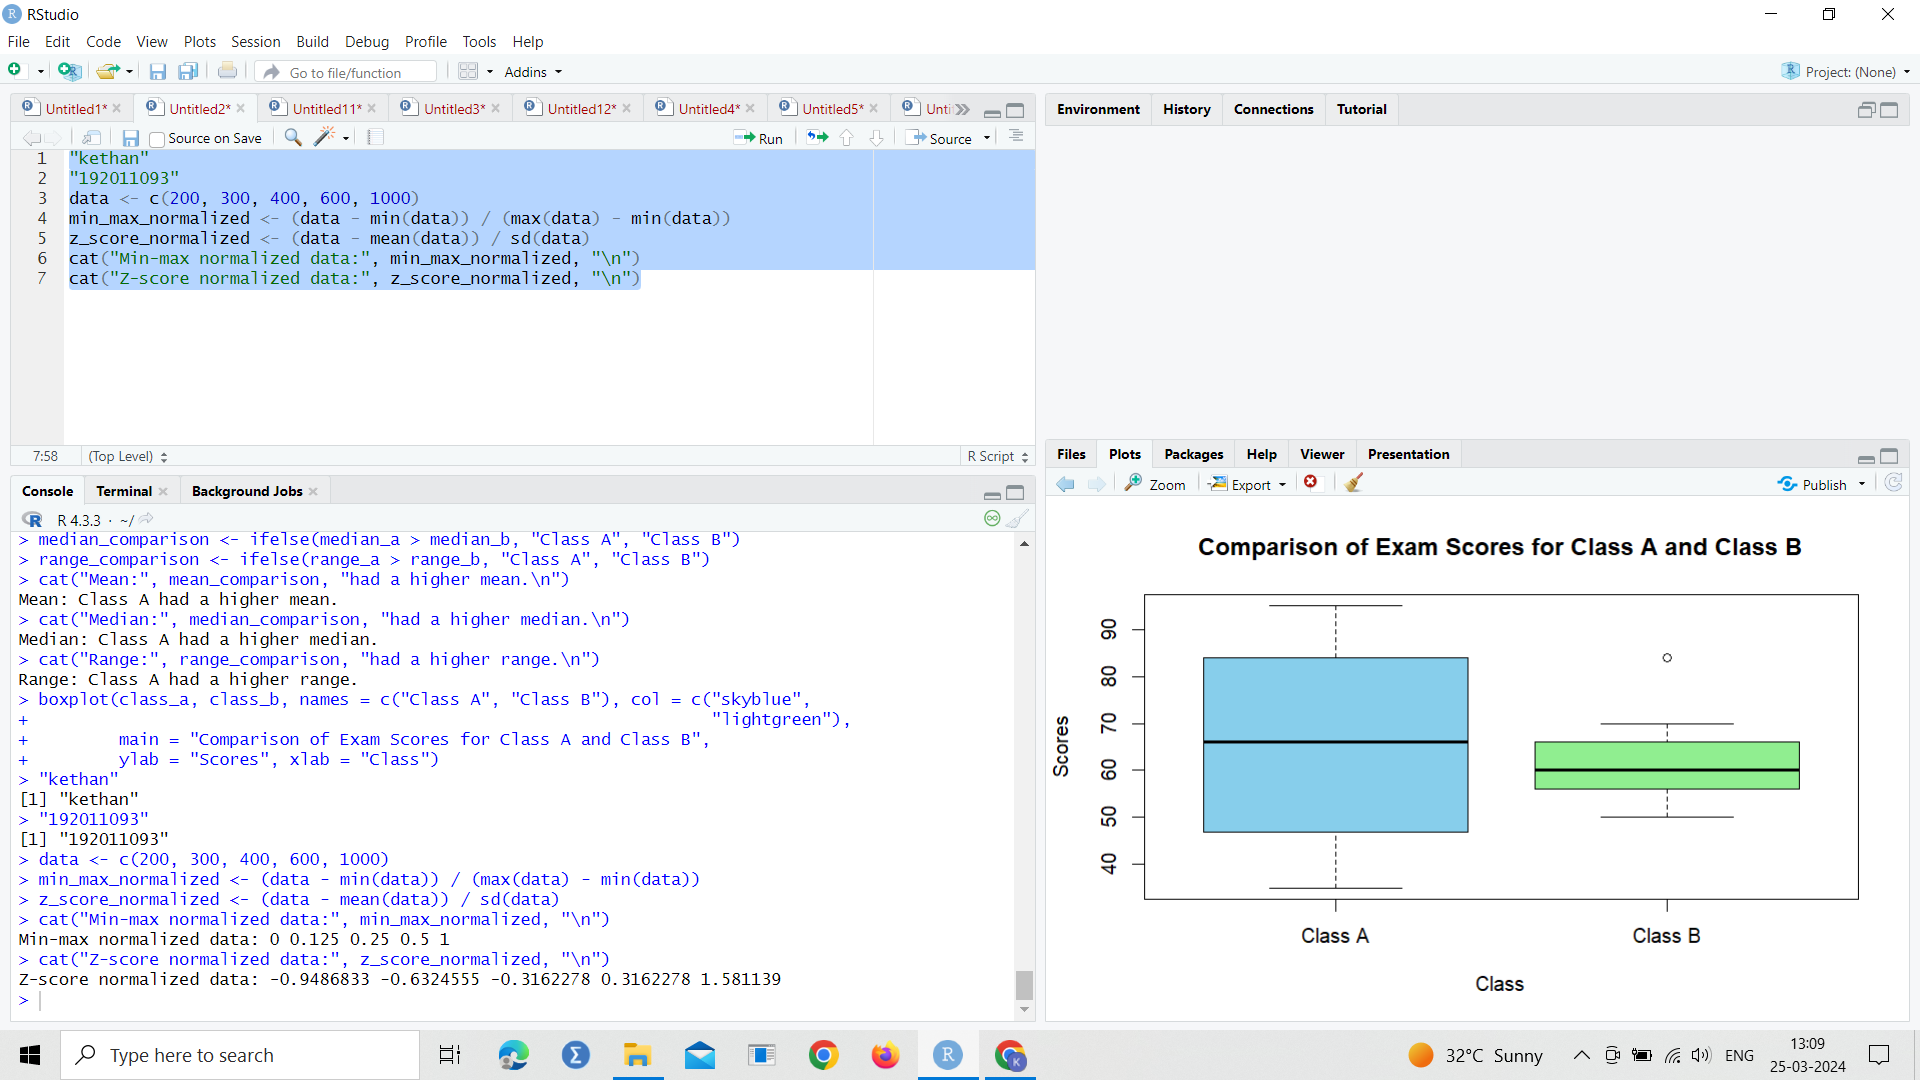 RStudio
File Edit Code View Plots Session Build Debug Profile Tools Help
Go to file/function Addins Project: (None)
Untitled1* Untitled2* Untitled11* Untitled3* Untitled12* Untitled4* Untitled5* Unti
Source on Save Run Source
1 "kethan"
2 "192011093"
3 data <- c(200, 300, 400, 600, 1000)
4 min_max_normalized <- (data - min(data)) / (max(data) - min(data))
5 z_score_normalized <- (data - mean(data)) / sd(data)
6 cat("Min-max normalized data:", min_max_normalized, "\n")
7 cat("Z-score normalized data:", z_score_normalized, "\n")
7:58 (Top Level) R Script
Console Terminal Background Jobs
R 4.3.3 · ~/
> median_comparison <- ifelse(median_a > median_b, "Class A", "Class B")
> range_comparison <- ifelse(range_a > range_b, "Class A", "Class B")
> cat("Mean:", mean_comparison, "had a higher mean.\n")
Mean: Class A had a higher mean.
> cat("Median:", median_comparison, "had a higher median.\n")
Median: Class A had a higher median.
> cat("Range:", range_comparison, "had a higher range.\n")
Range: Class A had a higher range.
> boxplot(class_a, class_b, names = c("Class A", "Class B"), col = c("skyblue",
+ "lightgreen"),
+ main = "Comparison of Exam Scores for Class A and Class B",
+ ylab = "Scores", xlab = "Class")
> "kethan"
[1] "kethan"
> "192011093"
[1] "192011093"
> data <- c(200, 300, 400, 600, 1000)
> min_max_normalized <- (data - min(data)) / (max(data) - min(data))
> z_score_normalized <- (data - mean(data)) / sd(data)
> cat("Min-max normalized data:", min_max_normalized, "\n")
Min-max normalized data: 0 0.125 0.25 0.5 1
> cat("Z-score normalized data:", z_score_normalized, "\n")
Z-score normalized data: -0.9486833 -0.6324555 -0.3162278 0.3162278 1.581139
>
Environment History Connections Tutorial
Files Plots Packages Help Viewer Presentation
Zoom Export Publish
Comparison of Exam Scores for Class A and Class B
Scores
90
80
70
60
50
40
Class A Class B
Class
Type here to search
32°C Sunny
ENG
13:09
25-03-2024